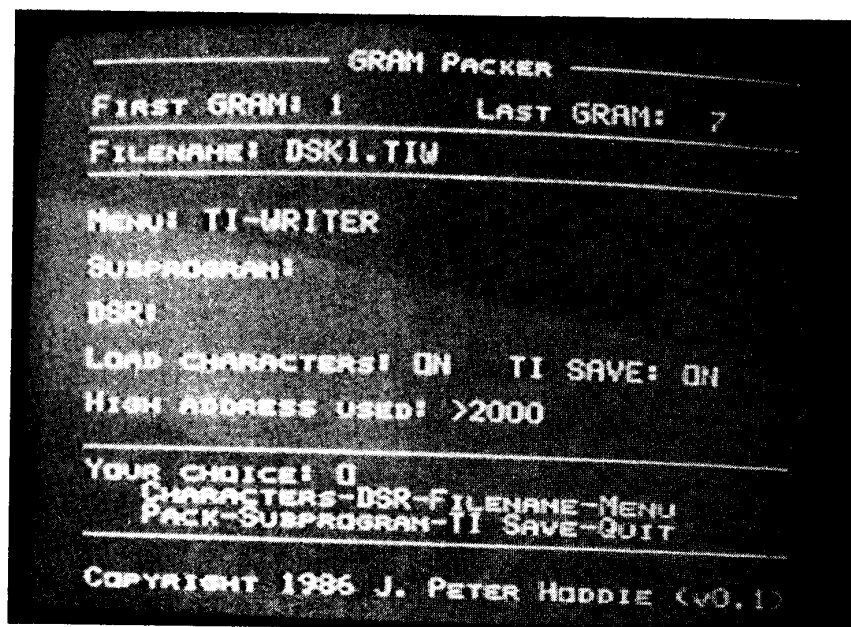 GRAM PACKER
FIRST GRAM: 1 LAST GRAM: 7
FILENAME: DSK1.TIW
MENU: TI-WRITER
SUBPROGRAM:
DSR:
LOAD CHARACTERS: ON TI SAVE: ON
HIGH ADDRESS USED: >2000
YOUR CHOICE: 0
CHARACTERS-DSR-FILENAME-MENU
PACK-SUBPROGRAM-TI SAVE-QUIT
COPYRIGHT 1986 J. PETER HODDIE (v0.1)